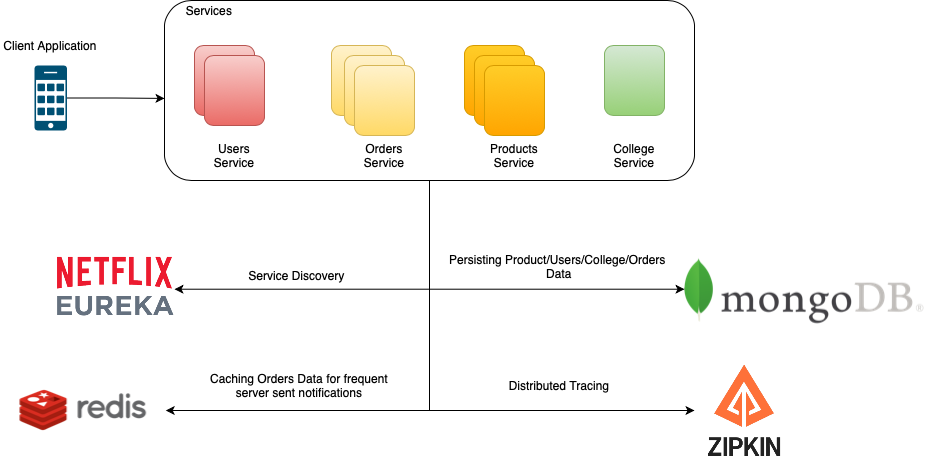 Services
Client Application
Users
Service
Orders
Service
Products
Service
College
Service
Persisting Product/Users/College/Orders
Data
Service Discovery
NETFLIX
EUREKA
mongoDB®
Caching Orders Data for frequent
server sent notifications
Distributed Tracing
redis
ZIPKIN